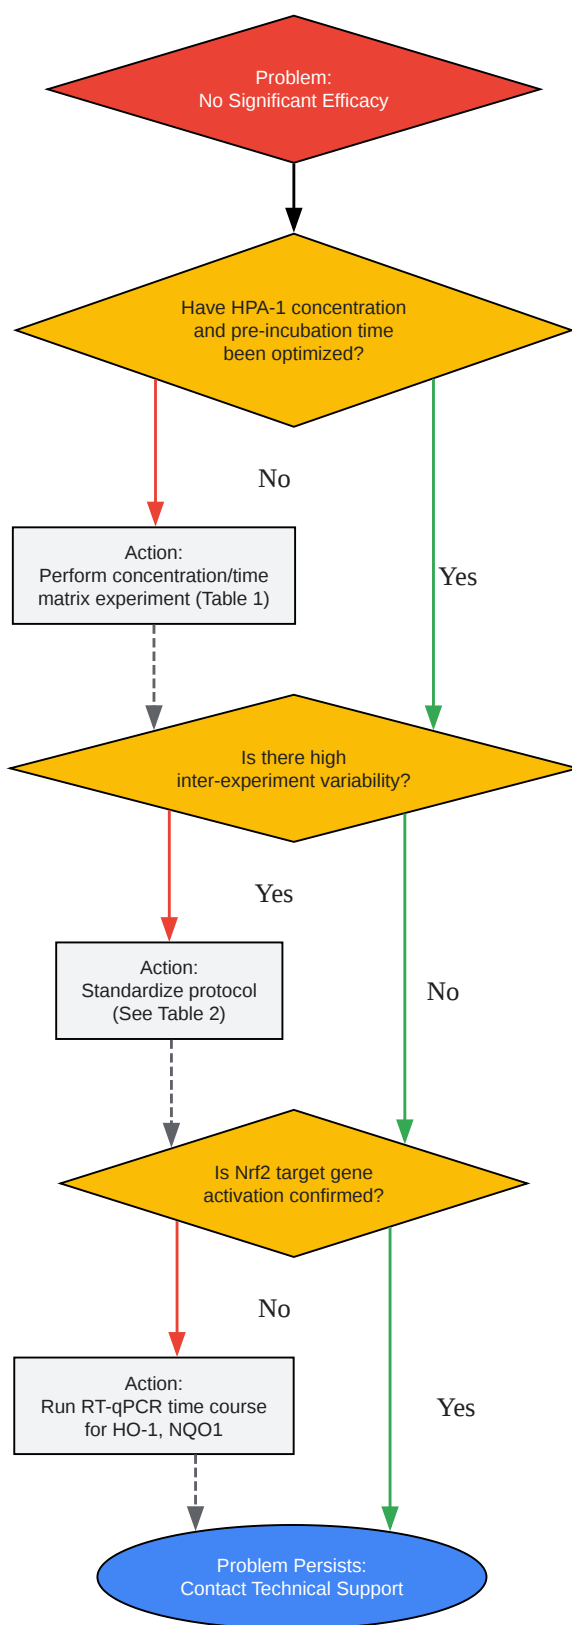 Problem:
No Significant Efficacy
Have HPA-1 concentration
and pre-incubation time
been optimized?
No
Action:
Perform concentration/time
matrix experiment (Table 1)
Yes
Is there high
inter-experiment variability?
Yes
Action:
Standardize protocol
(See Table 2)
No
Is Nrf2 target gene
activation confirmed?
No
Action:
Run RT-qPCR time course
for HO-1, NQO1
Yes
Problem Persists:
Contact Technical Support